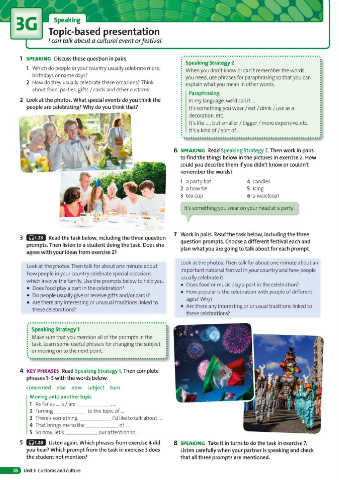 3G
Speaking
Topic-based presentation
I can talk about a cultural event or festival
1 SPEAKING Discuss these question in pairs.
1 Which do people in your country usually celebrate more, birthdays or name days?
2 How do they usually celebrate these occasions? Think about food, parties, gifts / cards and other customs.
2 Look at the photos. What special events do you think the people are celebrating? Why do you think that?
3 Read the task below, including the three question prompts. Then listen to a student doing the task. Does she agree with your ideas from exercise 2?
Look at the photos. Then talk for about one minute about how people in your country celebrate special occasions which involve the family. Use the prompts below to help you.
• Does food play a part in the celebration?
• Do people usually give or receive gifts and/or cards?
• Are there any interesting or unusual traditions linked to these celebrations?
Speaking Strategy 1
Make sure that you mention all of the prompts in the task. Learn some useful phrases for changing the subject or moving on to the next point.
4 KEY PHRASES Read Speaking Strategy 1. Then complete phrases 1–5 with the words below.
concerned else now subject turn
Moving onto another topic
1 As far as … is / are
2 Turning to the topic of …
3 There's something I'd like to talk about …
4 That brings me to the of …
5 So now, let's our attention to …
5 Listen again. Which phrases from exercise 4 did you hear? Which prompt from the task in exercise 3 does the student not mention?
Speaking Strategy 2
When you don't know or can't remember the words you need, use phrases for paraphrasing so that you can explain what you mean in other words.
Paraphrasing
In my language, we'd call it …
It's something you wear / eat / drink / use as a decoration, etc.
It's like …, but smaller / bigger / more expensive, etc.
It's a kind of / sort of …
6 SPEAKING Read Speaking Strategy 2. Then work in pairs to find the things below in the pictures in exercise 2. How could you describe them if you didn't know or couldn't remember the words?
1 a party hat
2 a bow tie
3 tea cup
4 candles
5 icing
6 a waistcoat
It's something you wear on your head at a party.
7 Work in pairs. Read the task below, including the three question prompts. Choose a different festival each and plan what you are going to talk about for each prompt.
Look at the photos. Then talk for about one minute about an important national festival in your country and how people usually celebrate it.
• Does food or music play a part in the celebration?
• How popular is the celebration with people of different ages? Why?
• Are there any interesting or unusual traditions linked to these celebrations?
8 SPEAKING Take it in turns to do the task in exercise 7. Listen carefully when your partner is speaking and check that all three prompts are mentioned.
Customs and culture